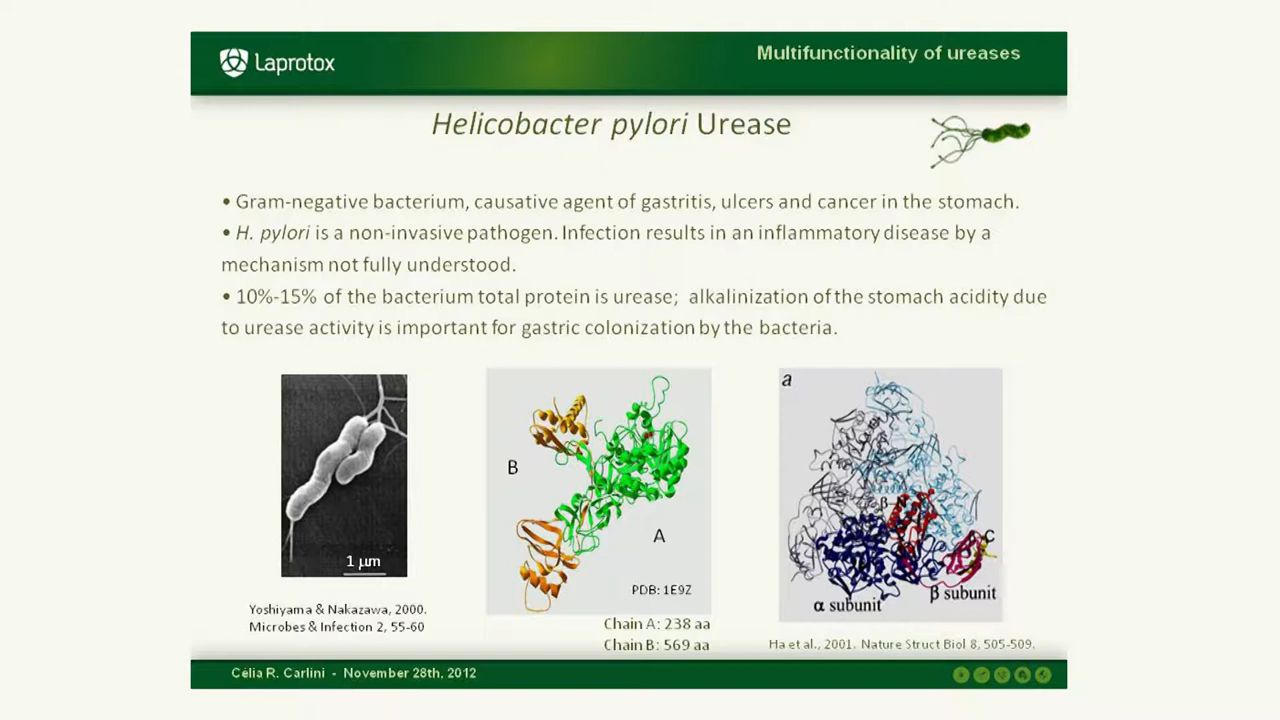 Laprotox
Multifunctionality of ureases
Helicobacter pylori Urease
• Gram-negative bacterium, causative agent of gastritis, ulcers and cancer in the stomach.
• H. pylori is a non-invasive pathogen. Infection results in an inflammatory disease by a
mechanism not fully understood.
• 10%-15% of the bacterium total protein is urease; alkalinization of the stomach acidity due
to urease activity is important for gastric colonization by the bacteria.
1 µm
Yoshiyama & Nakazawa, 2000.
Microbes & Infection 2, 55-60
B
A
PDB: 1E9Z
Chain A: 238 aa
Chain B: 569 aa
a
β N
C
α subunit
β subunit
Ha et al., 2001. Nature Struct Biol 8, 505-509.
Célia R. Carlini - November 28th, 2012